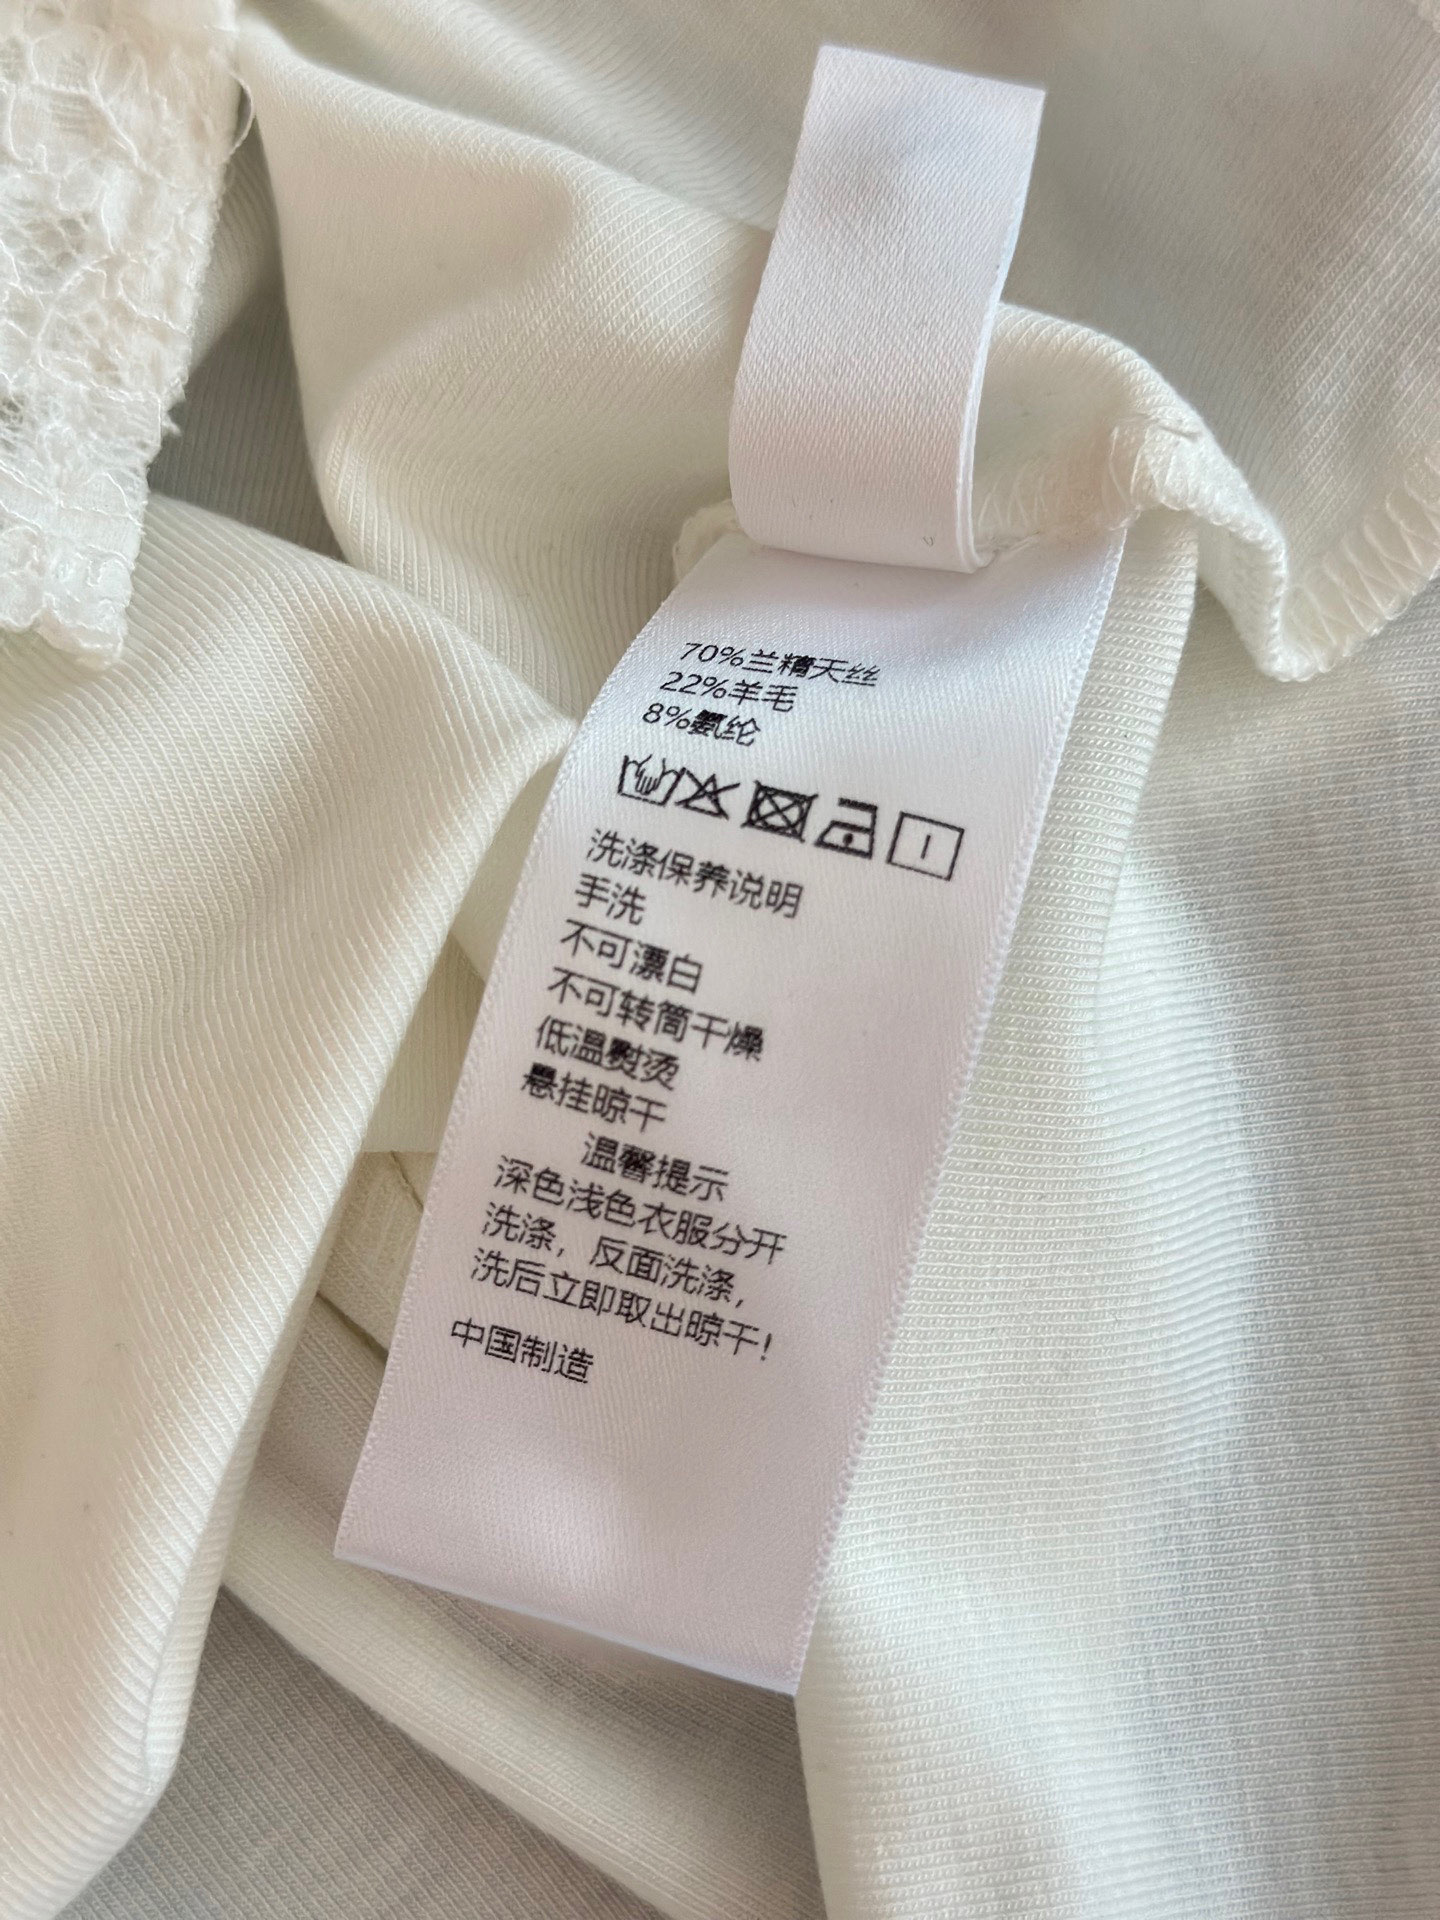 70%兰精天丝
22%羊毛
8%氨纶
洗涤保养说明
手洗
不可漂白
不可转筒干燥
低温熨烫
悬挂晾干
温馨提示
深色浅色衣服分开
洗涤，反面洗涤，
洗后立即取出晾干！
中国制造